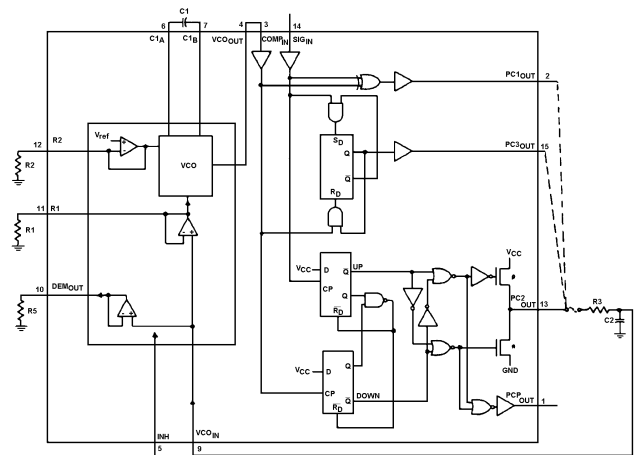 C1
6 7 4 3 14
C1A C1B VCOOUT COMPIN SIGIN
PC1OUT 2
Vref
12 R2
R2
VCO
SD
Q
PC3OUT
15
Q
RD
11 R1
R1
VCC D Q UP
CP
Q
RD
VCC
p
PC2
OUT 13
R3
C2
n
GND
10 DEMOUT
R5
VCC D Q
CP
Q DOWN
RD
PCPOUT 1
INH VCOIN
5 9